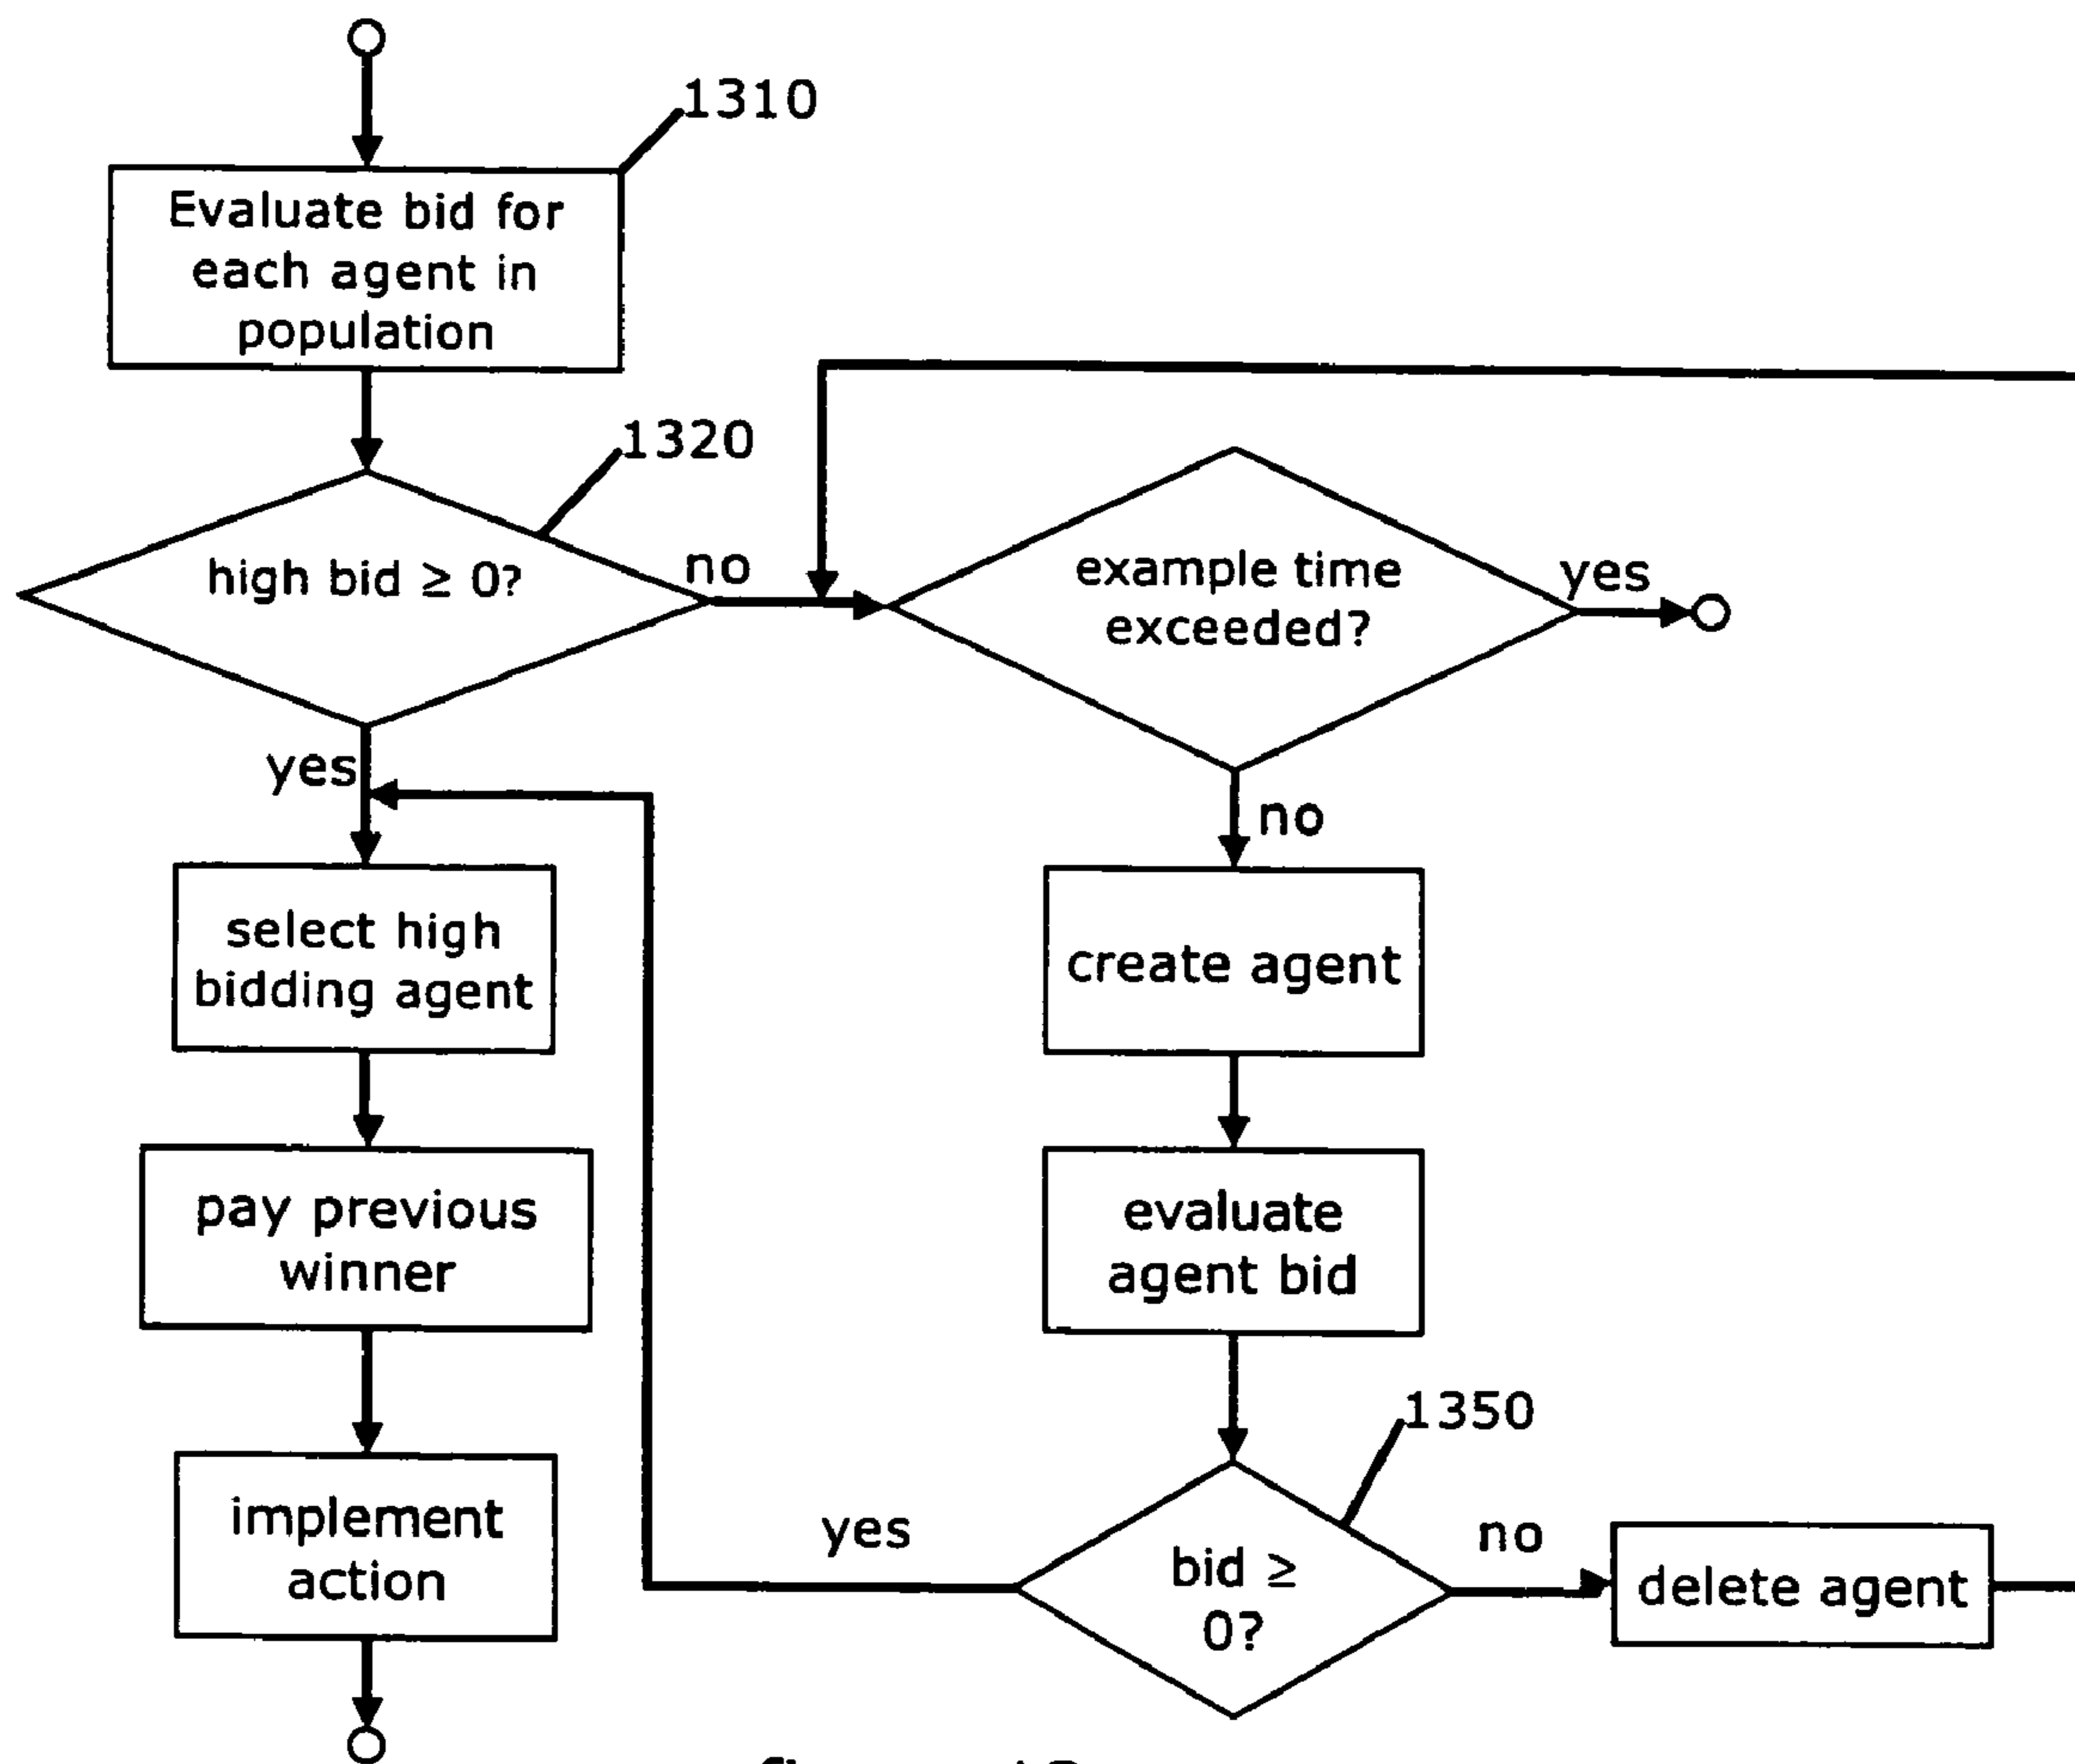 1310
Evaluate bid for
each agent in
population
1320
high bid ≥ 0?
no
example time
exceeded?
yes
yes
no
select high
bidding agent
create agent
pay previous
winner
evaluate
agent bid
1350
implement
action
yes
bid ≥
0?
no
delete agent